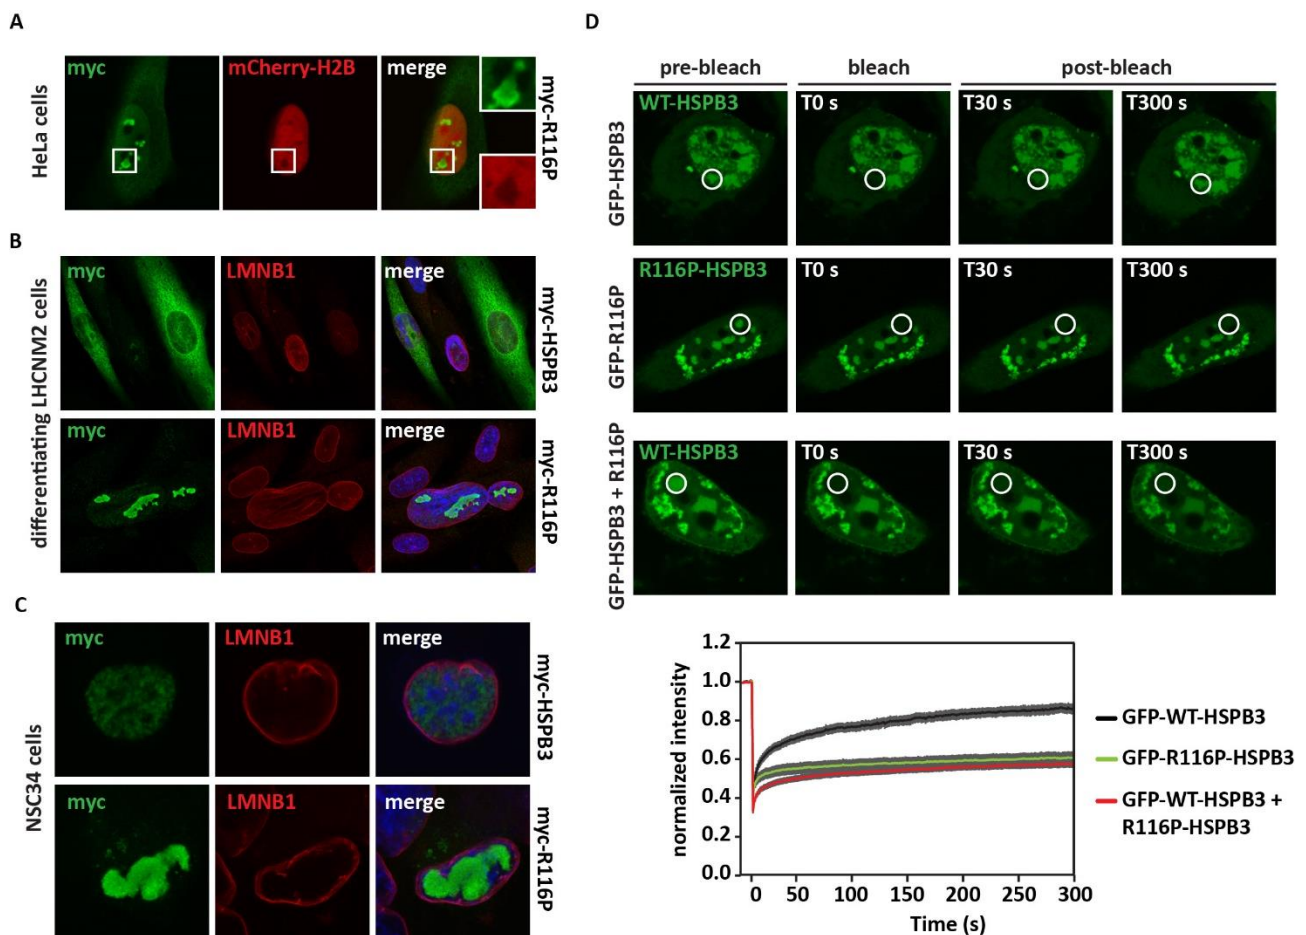 A
HeLa cells
myc
mCherry-H2B
merge
myc-R116P
B
differentiating LHCNM2 cells
myc
LMNB1
merge
myc-HSPB3
myc
LMNB1
merge
myc-R116P
C
NSC34 cells
myc
LMNB1
merge
myc-HSPB3
myc
LMNB1
merge
myc-R116P
D
pre-bleach
bleach
post-bleach
GFP-HSPB3
WT-HSPB3
T0 s
T30 s
T300 s
GFP-R116P
R116P-HSPB3
T0 s
T30 s
T300 s
GFP-HSPB3 + R116P
WT-HSPB3
T0 s
T30 s
T300 s
normalized intensity
1.2
1.0
0.8
0.6
0.4
0.2
0.0
0 50 100 150 200 250 300
Time (s)
GFP-WT-HSPB3
GFP-R116P-HSPB3
GFP-WT-HSPB3 +
R116P-HSPB3